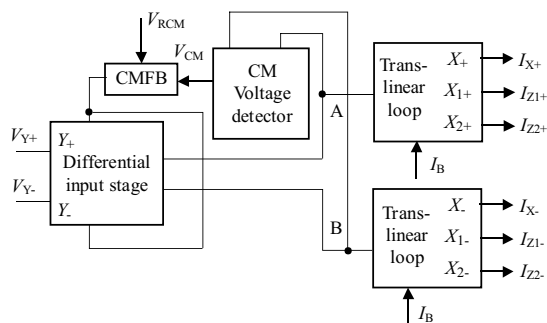 V_RCM
V_CM
CMFB
CM
Voltage
detector
A
Trans-
linear
loop
X+
X1+
X2+
I_X+
I_Z1+
I_Z2+
I_B
V_Y+
V_Y-
Y+
Differential
input stage
Y-
B
Trans-
linear
loop
X-
X1-
X2-
I_X-
I_Z1-
I_Z2-
I_B